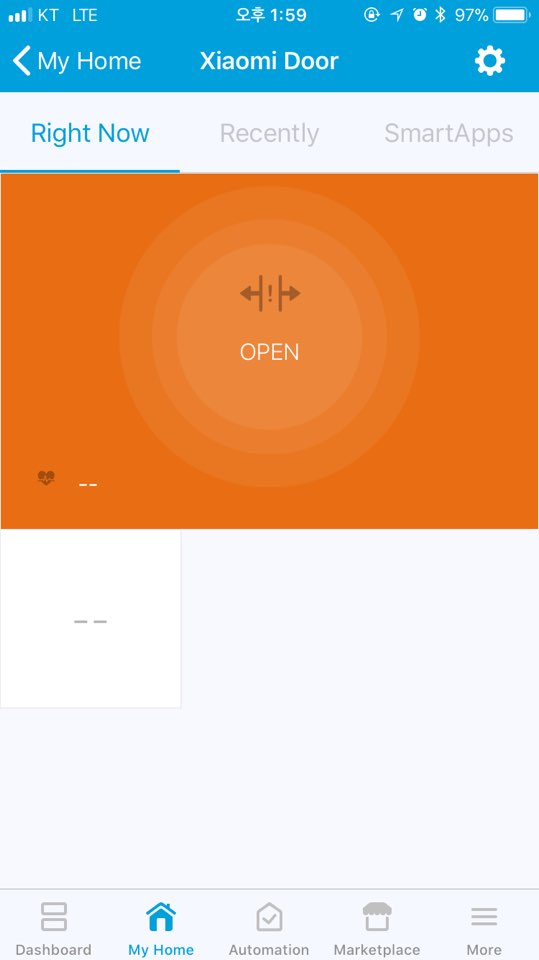 KT LTE 오후 1:59 97%
My Home Xiaomi Door
Right Now Recently SmartApps
!
OPEN
--
--
Dashboard My Home Automation Marketplace More